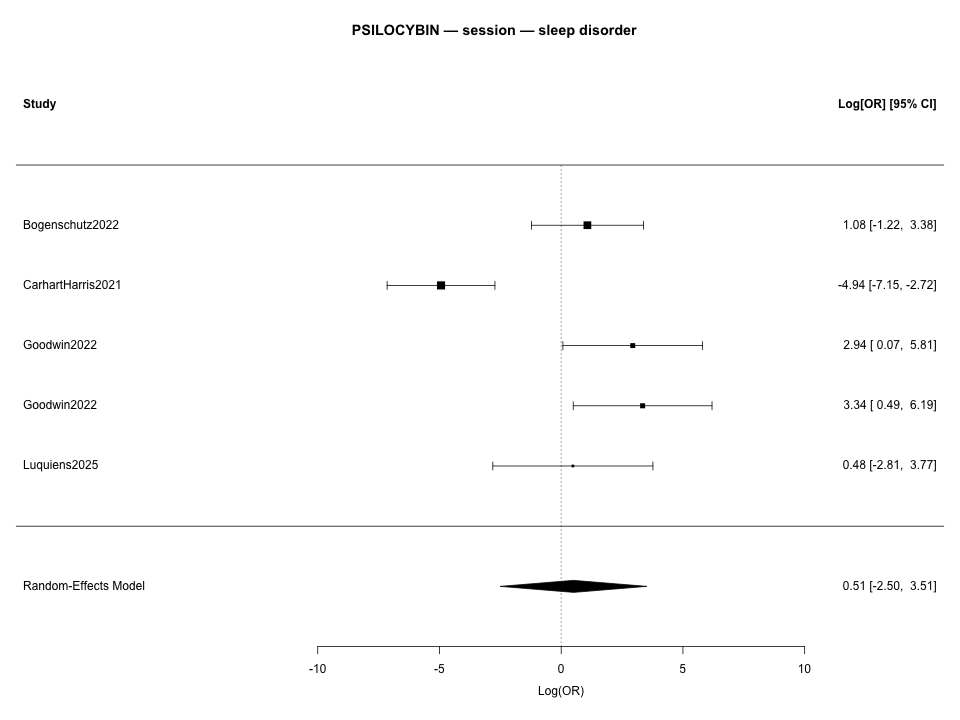 PSILOCYBIN — session — sleep disorder
Study Log[OR] [95% CI]
Bogenschutz2022 1.08 [-1.22, 3.38]
CarhartHarris2021 -4.94 [-7.15, -2.72]
Goodwin2022 2.94 [ 0.07, 5.81]
Goodwin2022 3.34 [ 0.49, 6.19]
Luquiens2025 0.48 [-2.81, 3.77]
Random-Effects Model 0.51 [-2.50, 3.51]
-10 -5 0 5 10
Log(OR)